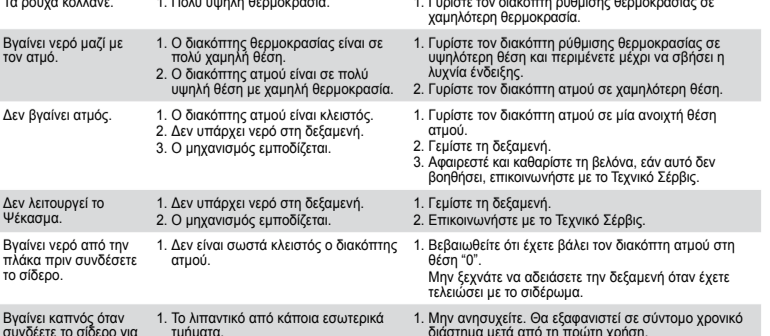 Τα ρούχα κολλάνε.
1. Πολύ υψηλή θερμοκρασία.
1. Γυρίστε τον διακόπτη ρύθμισης θερμοκρασίας σε
χαμηλότερη θερμοκρασία.
Βγαίνει νερό μαζί με
τον ατμό.
1. Ο διακόπτης θερμοκρασίας είναι σε
πολύ χαμηλή θέση.
2. Ο διακόπτης ατμού είναι σε πολύ
υψηλή θέση με χαμηλή θερμοκρασία.
1. Γυρίστε τον διακόπτη ρύθμισης θερμοκρασίας σε
υψηλότερη θέση και περιμένετε μέχρι να σβήσει η
λυχνία ένδειξης.
2. Γυρίστε τον διακόπτη ατμού σε χαμηλότερη θέση.
Δεν βγαίνει ατμός.
1. Ο διακόπτης ατμού είναι κλειστός.
2. Δεν υπάρχει νερό στη δεξαμενή.
3. Ο μηχανισμός εμποδίζεται.
1. Γυρίστε τον διακόπτη ατμού σε μία ανοιχτή θέση
ατμού.
2. Γεμίστε τη δεξαμενή.
3. Αφαιρεστέ και καθαρίστε τη βελόνα, εάν αυτό δεν
βοηθήσει, επικοινωνήστε με το Τεχνικό Σέρβις.
Δεν λειτουργεί το
Ψέκασμα.
1. Δεν υπάρχει νερό στη δεξαμενή.
2. Ο μηχανισμός εμποδίζεται.
1. Γεμίστε τη δεξαμενή.
2. Επικοινωνήστε με το Τεχνικό Σέρβις.
Βγαίνει νερό από την
πλάκα πριν συνδέσετε
το σίδερο.
1. Δεν είναι σωστά κλειστός ο διακόπτης
ατμού.
1. Βεβαιωθείτε ότι έχετε βάλει τον διακόπτη ατμού στη
θέση “0”.
Μην ξεχνάτε να αδειάσετε την δεξαμενή όταν έχετε
τελειώσει με το σιδέρωμα.
Βγαίνει καπνός όταν
συνδέετε το σίδερο για
1. Το λιπαντικό από κάποια εσωτερικά
τμήματα.
1. Μην ανησυχείτε. Θα εξαφανιστεί σε σύντομο χρονικό
διάστημα μετά από τη πρώτη χρήση.